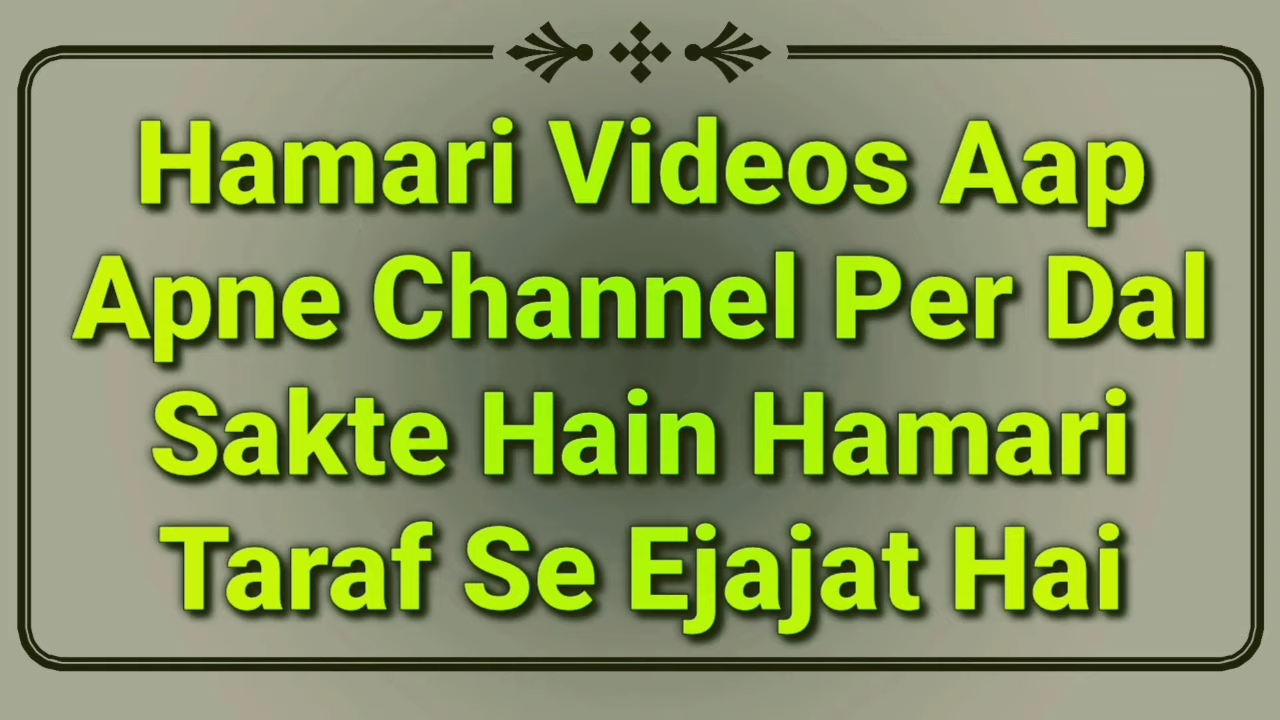 Hamari Videos Aap
Apne Channel Per Dal
Sakte Hain Hamari
Taraf Se Ejajat Hai